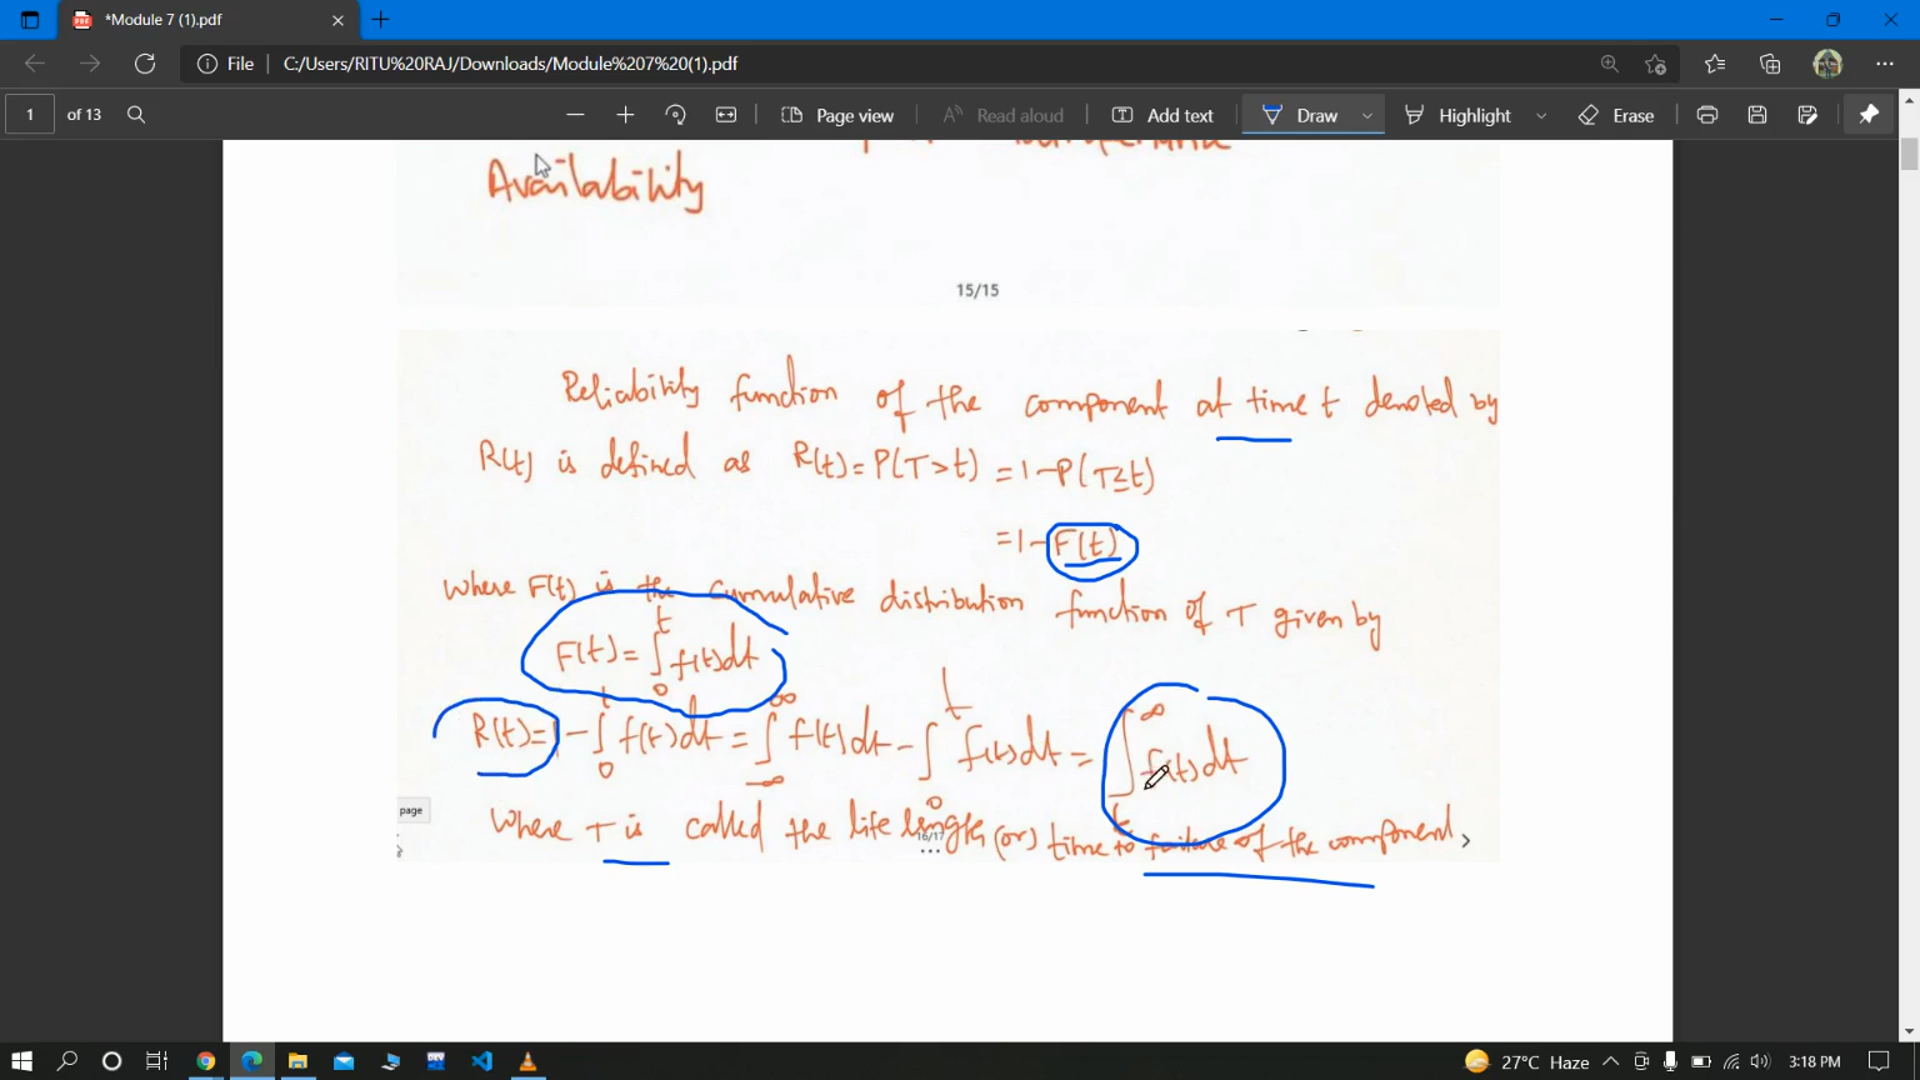 *Module 7 (1).pdf
File C:/Users/RITU%20RAJ/Downloads/Module%207%20(1).pdf
1 of 13 Page view Read aloud Add text Draw Highlight Erase
Availability
15/15
Reliability function of the component at time t denoted by
R(t) is defined as R(t) = P(T>t) = 1-P(T≤t)
=1-F(t)
where F(t) is the Cumulative distribution function of T given by
F(t) = ∫₀ᵗ f(t)dt
R(t) = 1 - ∫₀ᵗ f(t)dt = ∫₋∞^∞ f(t)dt - ∫₀ᵗ f(t)dt = ∫ₜ^∞ f(t)dt
page
where T is called the life length (or) time to failure of the component
16/17
27°C Haze 3:18 PM